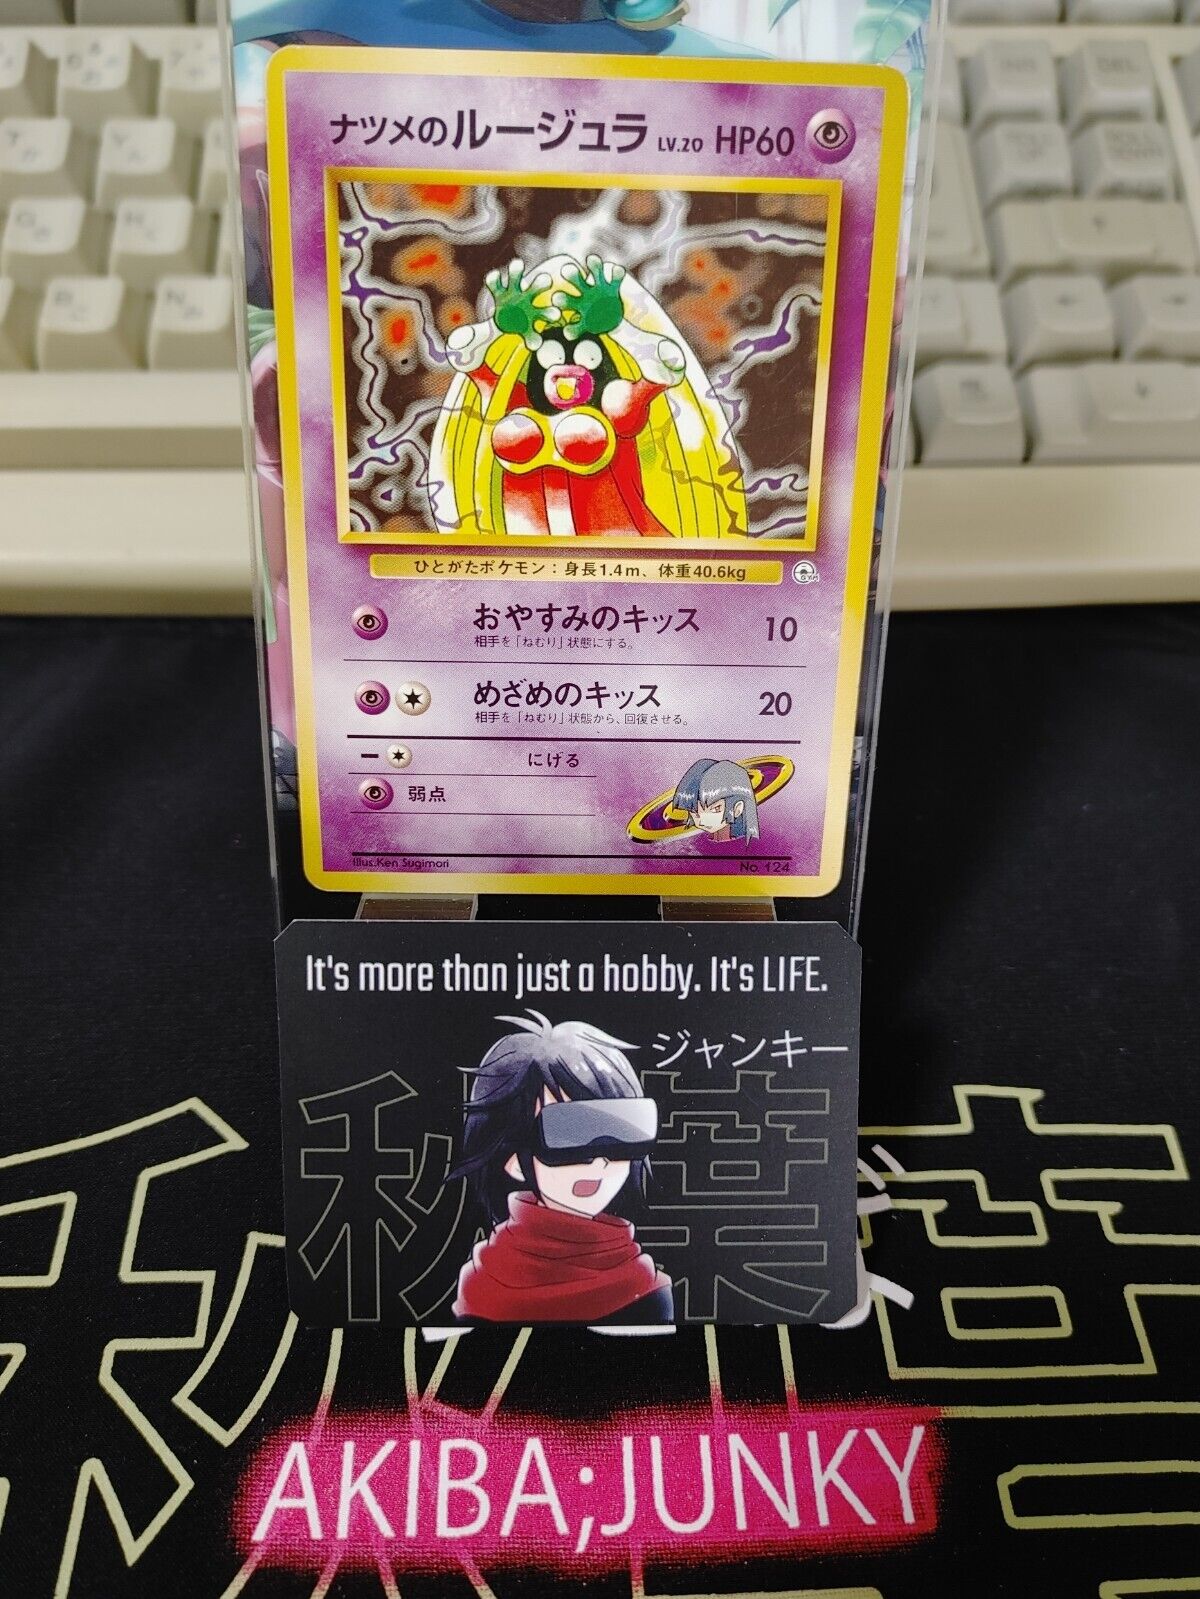 ナツメのルージュラ LV.20 HP60
ひとがたポケモン：身長1.4m、体重40.6kg
GYM
おやすみのキッス 10
相手を「ねむり」状態にする。
めざめのキッス 20
相手を「ねむり」状態から、回復させる。
にげる
弱点
Illus.Ken Sugimori No. 124
It's more than just a hobby. It's LIFE.
ジャンキー
秋葉
AKIBA;JUNKY